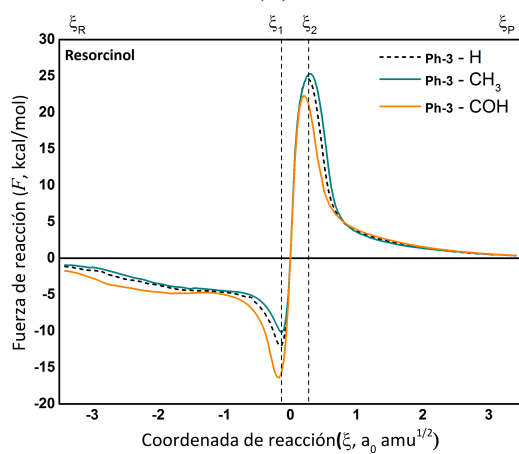 ξR ξ1 ξ2 ξP
30
25
20
15
10
5
0
-5
-10
-15
-20
Resorcinol
Ph-3 - H
Ph-3 - CH3
Ph-3 - COH
Fuerza de reacción (F, kcal/mol)
-3 -2 -1 0 1 2 3
Coordenada de reacción(ξ, a0 amu1/2)